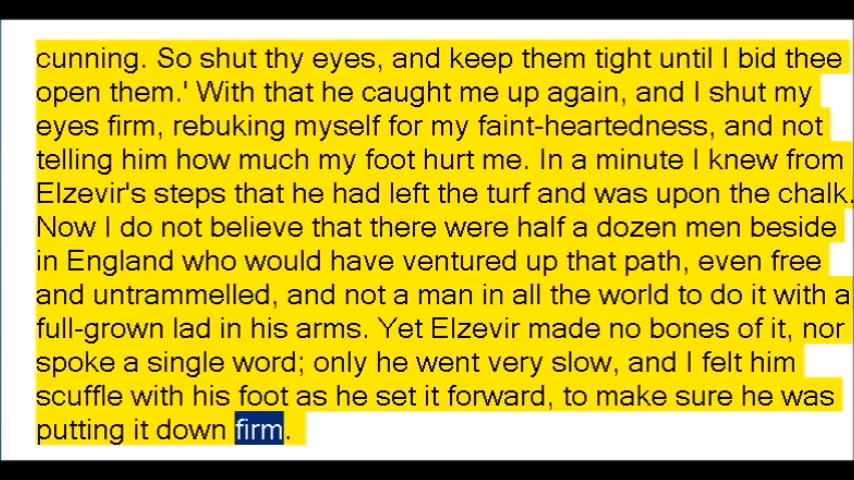 cunning. So shut thy eyes, and keep them tight until I bid thee
open them.' With that he caught me up again, and I shut my
eyes firm, rebuking myself for my faint-heartedness, and not
telling him how much my foot hurt me. In a minute I knew from
Elzevir's steps that he had left the turf and was upon the chalk.
Now I do not believe that there were half a dozen men beside
in England who would have ventured up that path, even free
and untrammelled, and not a man in all the world to do it with a
full-grown lad in his arms. Yet Elzevir made no bones of it, nor
spoke a single word; only he went very slow, and I felt him
scuffle with his foot as he set it forward, to make sure he was
putting it down firm.